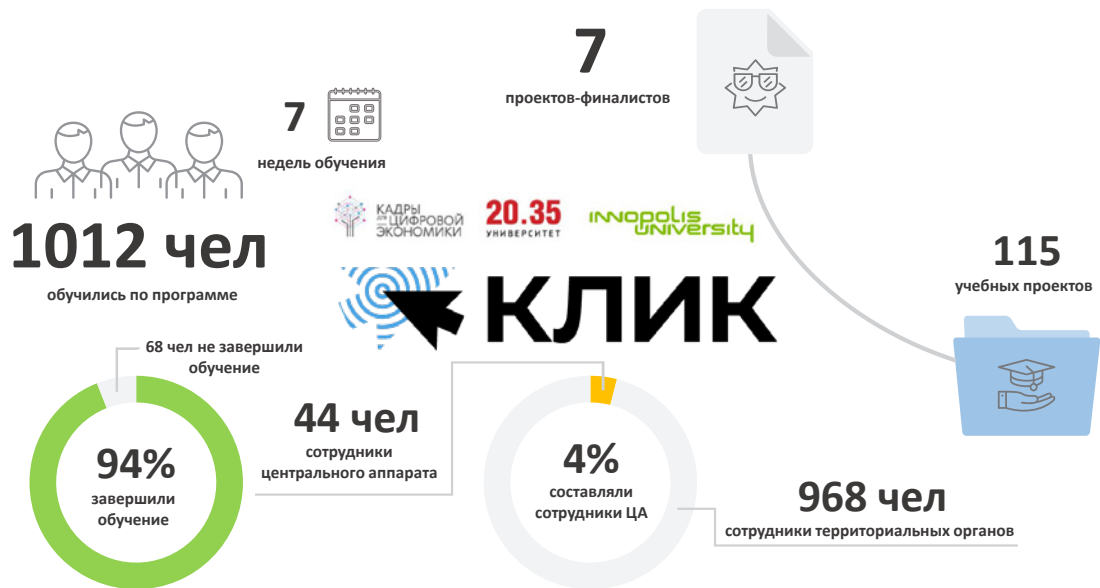 7
проектов-финалистов
7
недель обучения
1012 чел
обучились по программе
КАДРЫ
ДЛЯ ЦИФРОВОЙ
ЭКОНОМИКИ
20.35
УНИВЕРСИТЕТ
INNOPOLIS
UNIVERSITY
КЛИК
115
учебных проектов
68 чел не завершили
обучение
94%
завершили
обучение
44 чел
сотрудники
центрального аппарата
4%
составляли
сотрудники ЦА
968 чел
сотрудники территориальных органов